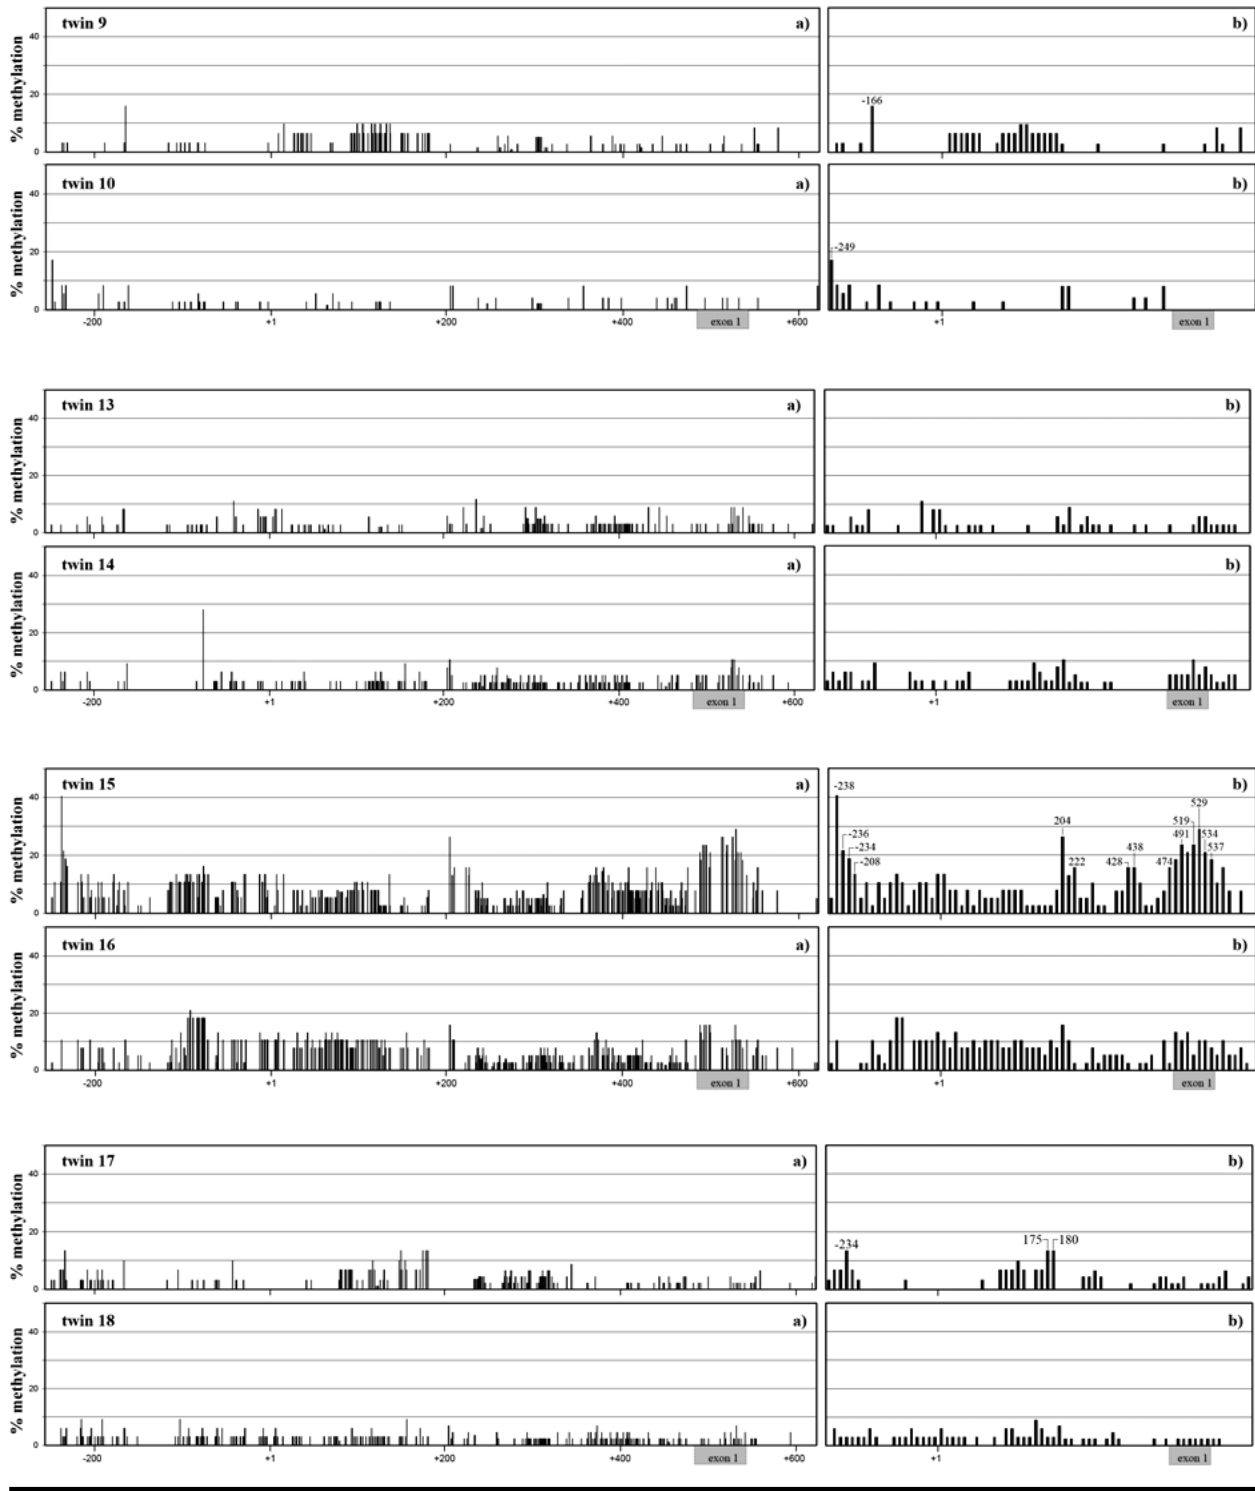 twin 9 a) b)
% methylation
40
20
0
-166
twin 10 a) b)
% methylation
40
20
0
-249
-200 +1 +200 +400 +600 +1
exon 1 exon 1
twin 13 a) b)
% methylation
40
20
0
twin 14 a) b)
% methylation
40
20
0
-200 +1 +200 +400 +600 +1
exon 1 exon 1
twin 15 a) b)
% methylation
40
20
0
-238
-236
-234
-208
204
222
428
438
474
491
519
529
534
537
twin 16 a) b)
% methylation
40
20
0
-200 +1 +200 +400 +600 +1
exon 1 exon 1
twin 17 a) b)
% methylation
40
20
0
-234
175 180
twin 18 a) b)
% methylation
40
20
0
-200 +1 +200 +400 +600 +1
exon 1 exon 1